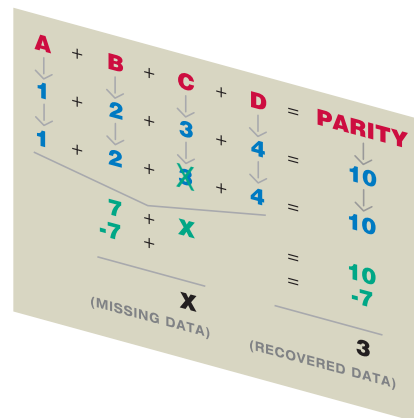 A + B + C + D = PARITY
1 + 2 + 3 + 4 = 10
1 + 2 + X + 4 = 10
7 + X = 10
-7 + = -7
X 3
(MISSING DATA) (RECOVERED DATA)